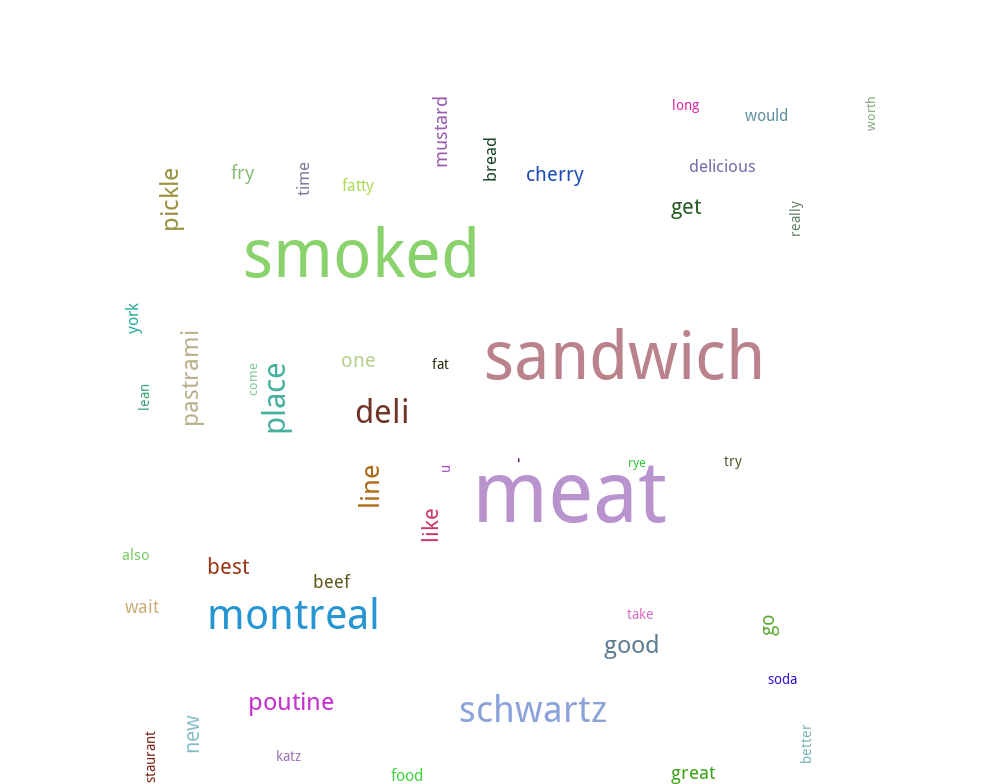 long
would
worth
mustard
bread
cherry
delicious
fry
time
fatty
pickle
get
really
smoked
york
pastrami
sandwich
one
fat
come
place
lean
deli
line
u
-
rye
try
meat
like
also
best
beef
wait
montreal
take
go
good
soda
poutine
schwartz
new
staurant
katz
better
food
great